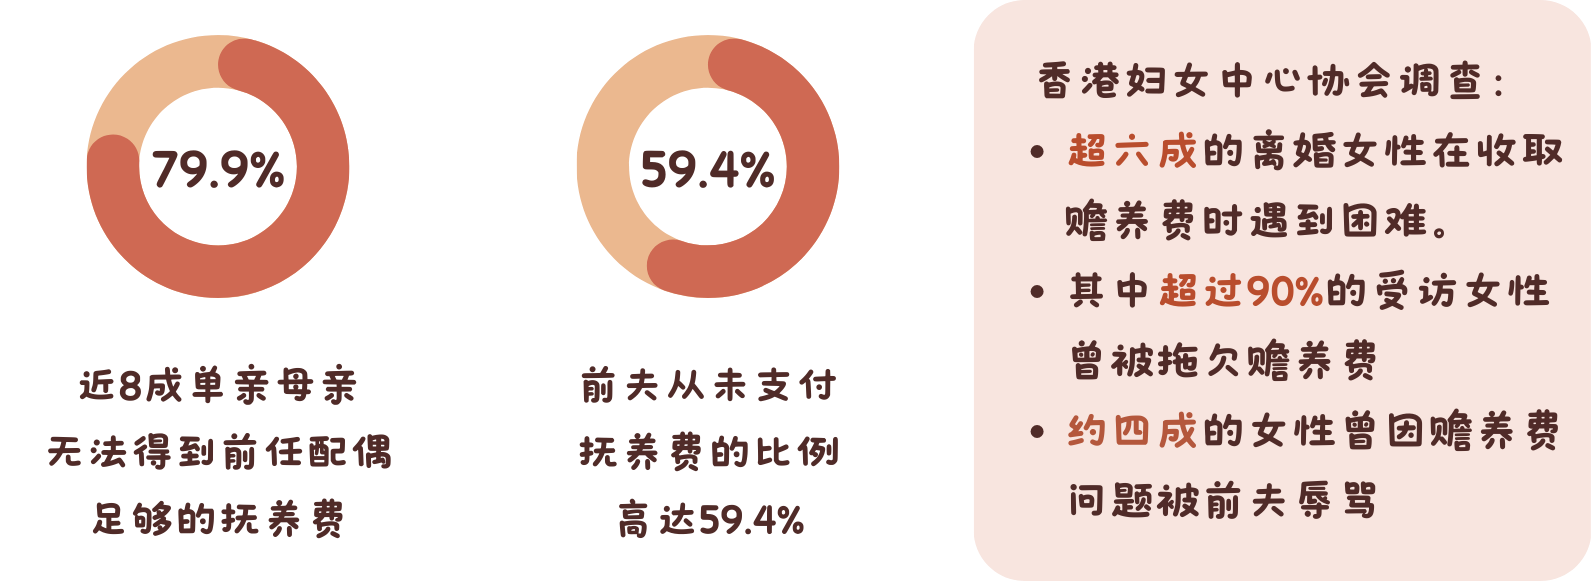 79.9%
近8成单亲母亲
无法得到前任配偶
足够的抚养费
59.4%
前夫从未支付
抚养费的比例
高达59.4%
香港妇女中心协会调查：
• 超六成的离婚女性在收取
赡养费时遇到困难。
• 其中超过90%的受访女性
曾被拖欠赡养费
• 约四成的女性曾因赡养费
问题被前夫辱骂